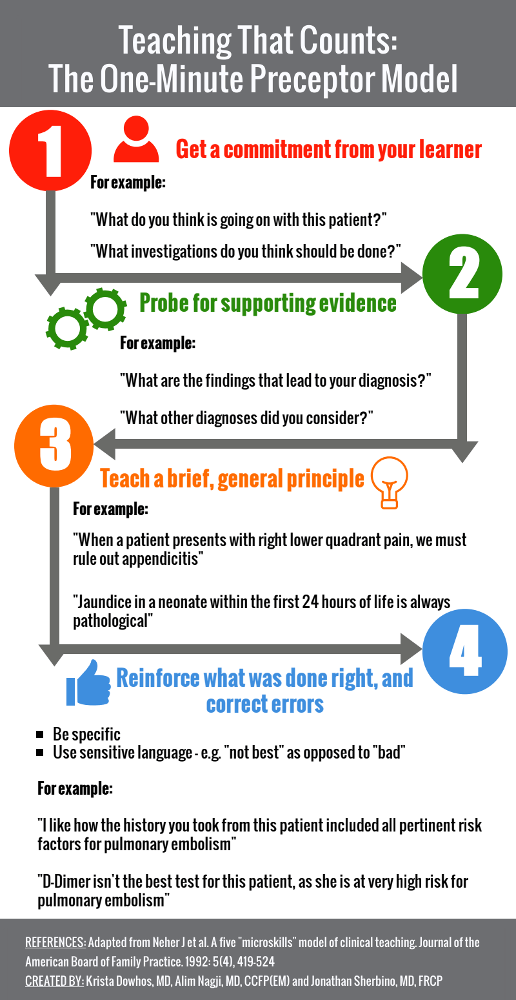 Teaching That Counts:
The One-Minute Preceptor Model
1
Get a commitment from your learner
For example:
"What do you think is going on with this patient?"
"What investigations do you think should be done?"
2
Probe for supporting evidence
For example:
"What are the findings that lead to your diagnosis?"
"What other diagnoses did you consider?"
3
Teach a brief, general principle
For example:
"When a patient presents with right lower quadrant pain, we must
rule out appendicitis"
"Jaundice in a neonate within the first 24 hours of life is always
pathological"
4
Reinforce what was done right, and
correct errors
▪ Be specific
▪ Use sensitive language - e.g. "not best" as opposed to "bad"
For example:
"I like how the history you took from this patient included all pertinent risk
factors for pulmonary embolism"
"D-Dimer isn't the best test for this patient, as she is at very high risk for
pulmonary embolism"
REFERENCES: Adapted from Neher J et al. A five "microskills" model of clinical teaching. Journal of the
American Board of Family Practice. 1992: 5(4), 419-524
CREATED BY: Krista Dowhos, MD, Alim Nagji, MD, CCFP(EM) and Jonathan Sherbino, MD, FRCP